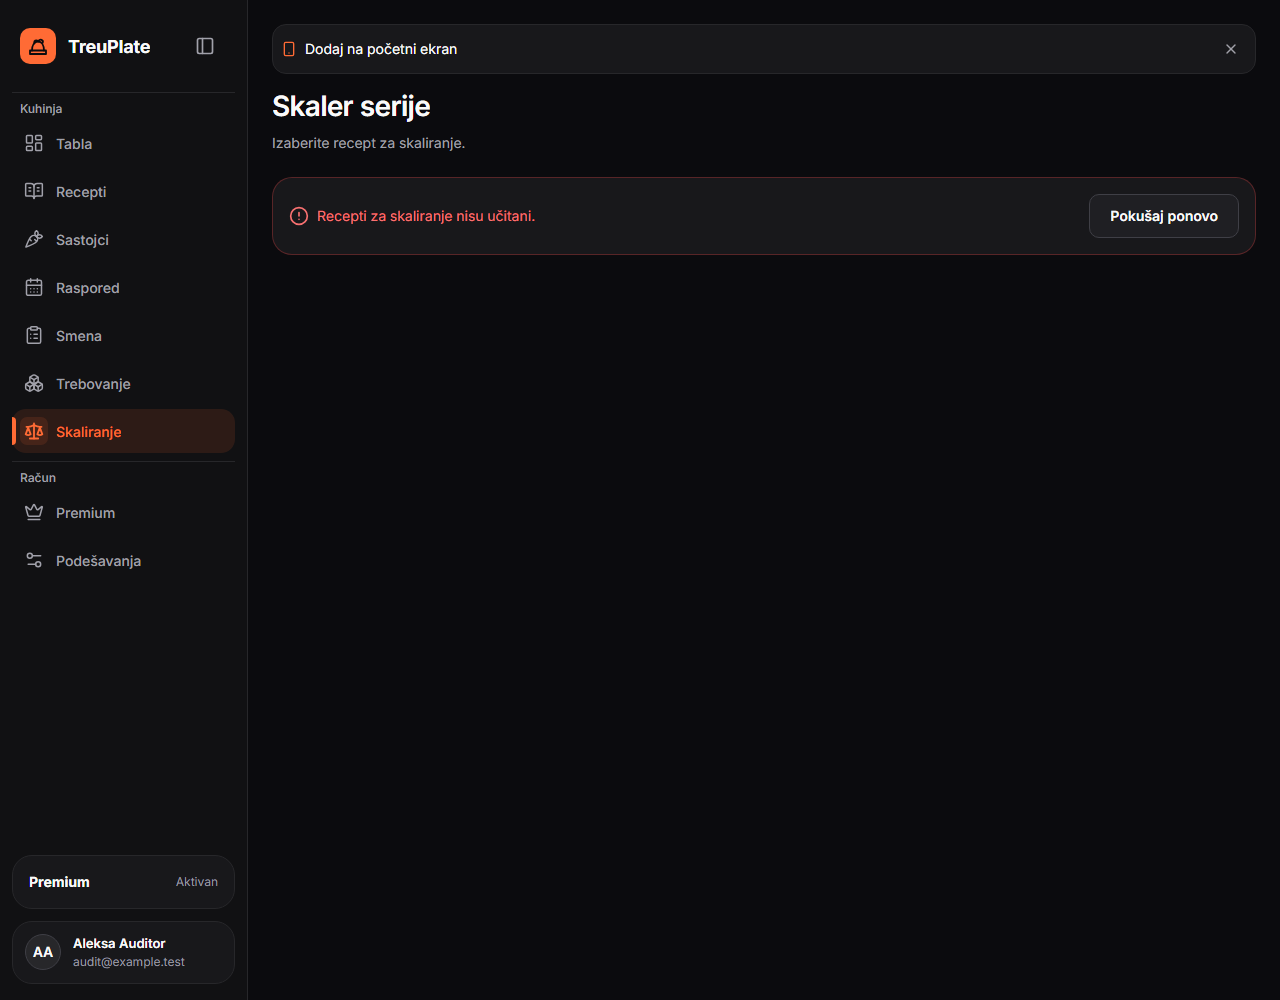 TreuPlate
Kuhinja
Tabla
Recepti
Sastojci
Raspored
Smena
Trebovanje
Skaliranje
Račun
Premium
Podešavanja
Premium
Aktivan
AA
Aleksa Auditor
audit@example.test
Dodaj na početni ekran
Skaler serije
Izaberite recept za skaliranje.
Recepti za skaliranje nisu učitani.
Pokušaj ponovo